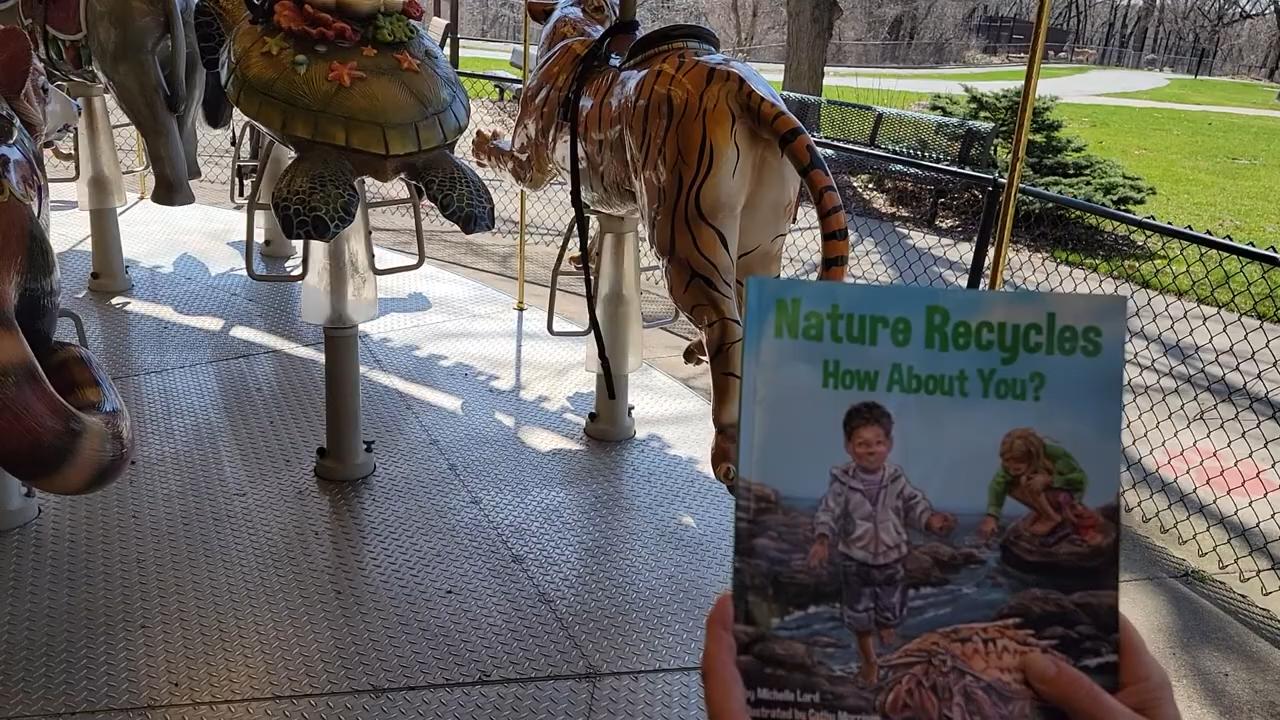 Nature Recycles
How About You?
by Michelle Lord
illustrated by Cathy